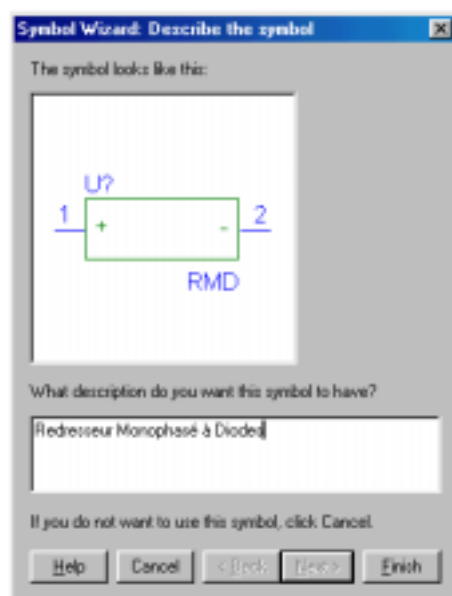 Symbol Wizard: Describe the symbol
The symbol looks like this:
U?
1 + - 2
RMD
What description do you want this symbol to have?
Redresseur Monophasé à Diodes
If you do not want to use this symbol, click Cancel.
Help Cancel < Back Next > Finish